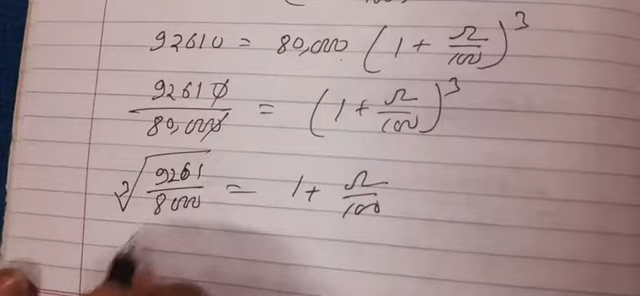 92610 = 80,000 (1 + r/100)^3
92610/80,000 = (1 + r/100)^3
∛(9261/8000) = 1 + r/100